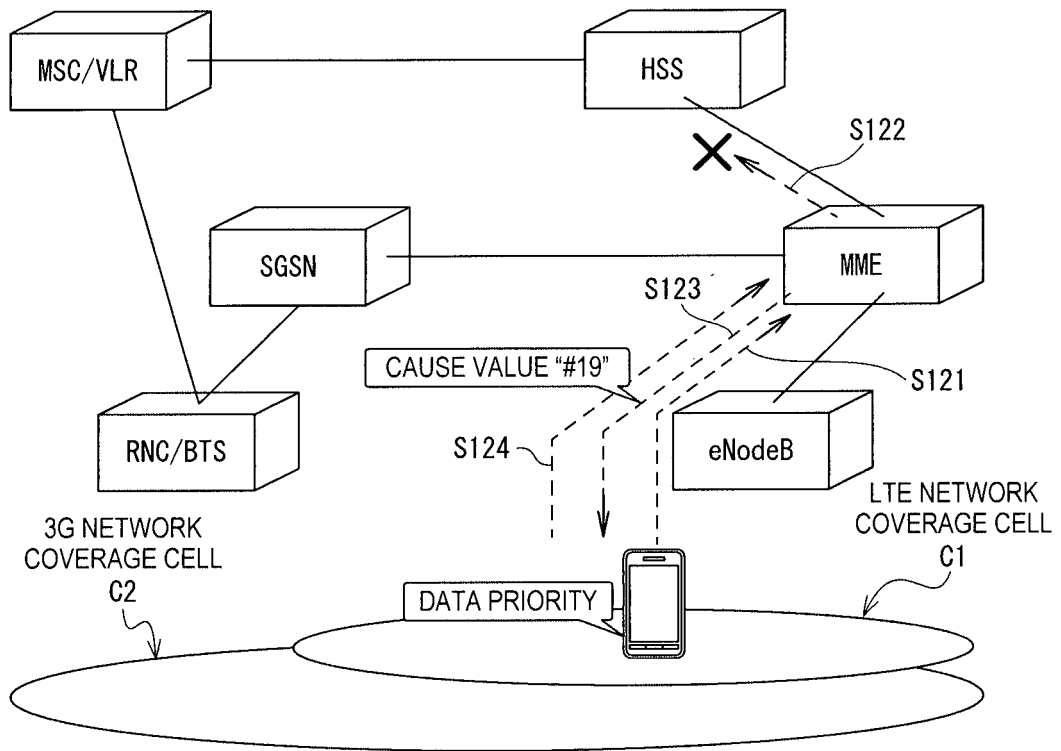 MSC/VLR
HSS
S122
SGSN
MME
S123
CAUSE VALUE “#19”
S121
RNC/BTS
S124
eNodeB
3G NETWORK
COVERAGE CELL
C2
LTE NETWORK
COVERAGE CELL
C1
DATA PRIORITY